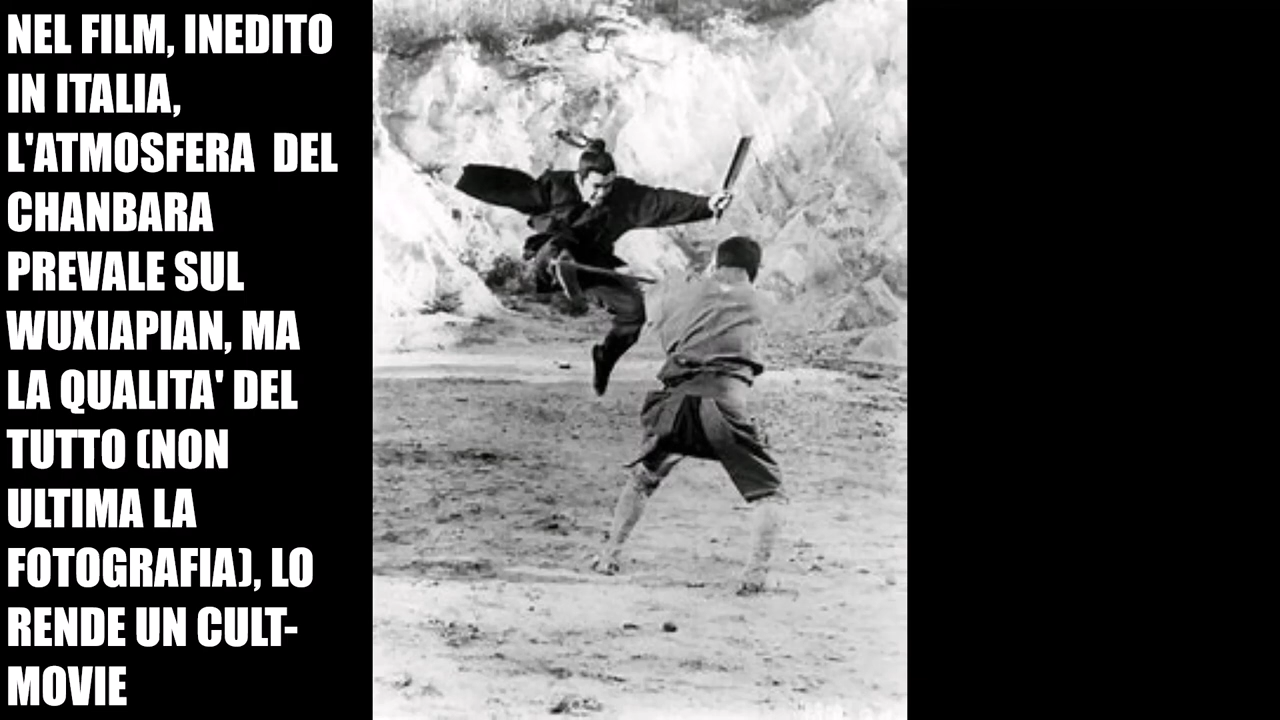 NEL FILM, INEDITO
IN ITALIA,
L'ATMOSFERA  DEL
CHANBARA
PREVALE SUL
WUXIAPIAN, MA
LA QUALITA' DEL
TUTTO (NON
ULTIMA LA
FOTOGRAFIA), LO
RENDE UN CULT-
MOVIE